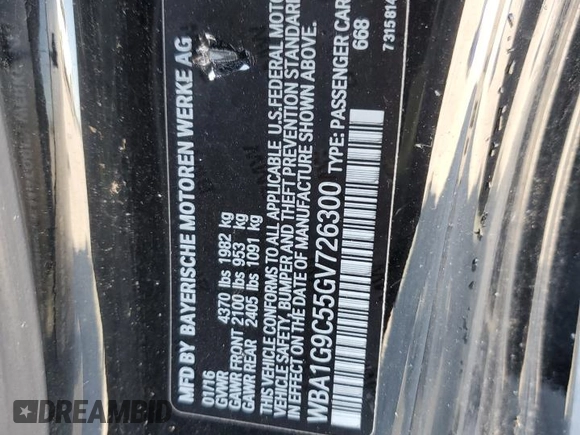 MFD BY BAYERISCHE MOTOREN WERKE AG
01/16
GVWR 4370 lbs 1982 kg
GAWR FRONT 2100 lbs 953 kg
GAWR REAR 2405 lbs 1091 kg
THIS VEHICLE CONFORMS TO ALL APPLICABLE U.S.FEDERAL MOTOR
VEHICLE SAFETY, BUMPER AND THEFT PREVENTION STANDARDS
IN EFFECT ON THE DATE OF MANUFACTURE SHOWN ABOVE.
WBA1G9C55GV726300 TYPE: PASSENGER CAR
668
7315814
DREAMBID